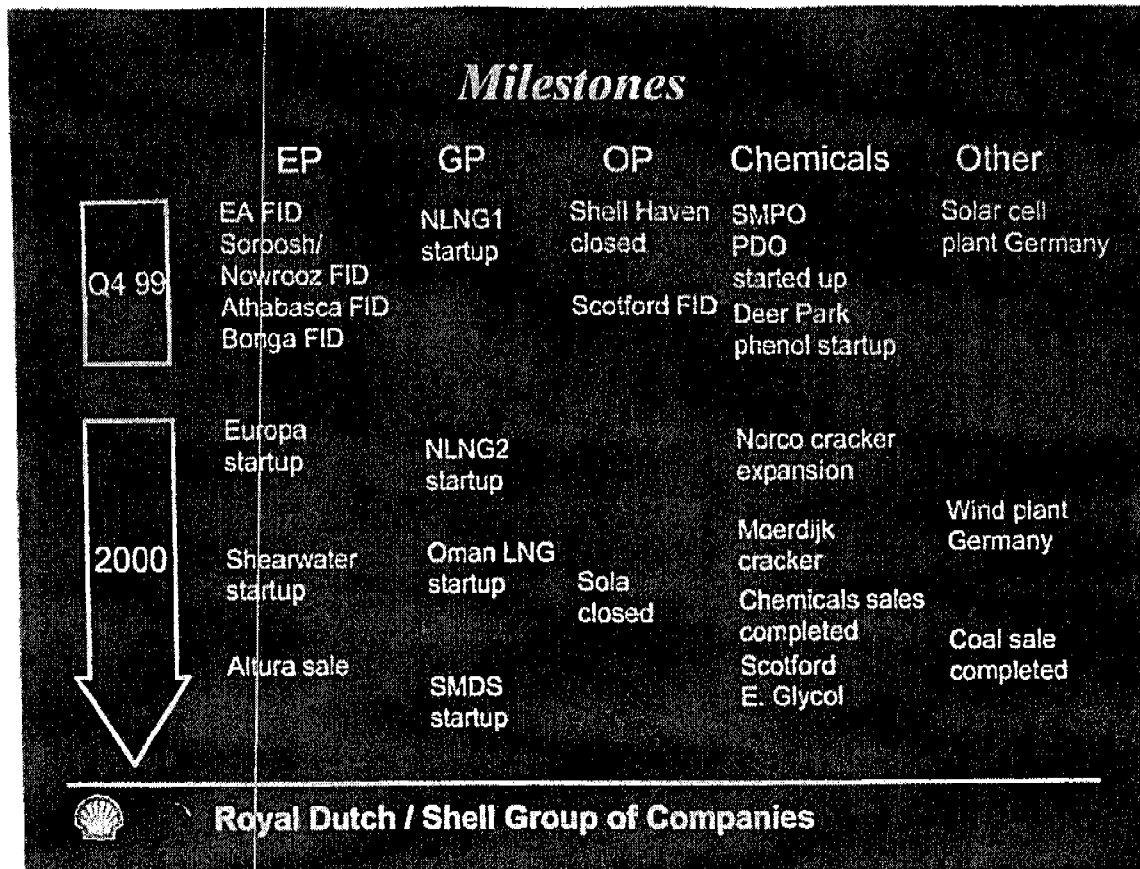 Milestones
EP
GP
OP
Chemicals
Other
Q4 99
EA FID
Soroosh/
Nowrooz FID
Athabasca FID
Bonga FID
NLNG1
startup
Shell Haven
closed
Scotford FID
SMPO
PDO
started up
Deer Park
phenol startup
Solar cell
plant Germany
2000
Europa
startup
Shearwater
startup
Altura sale
NLNG2
startup
Oman LNG
startup
SMDS
startup
Sola
closed
Norco cracker
expansion
Moerdijk
cracker
Chemicals sales
completed
Scotford
E. Glycol
Wind plant
Germany
Coal sale
completed
Royal Dutch / Shell Group of Companies